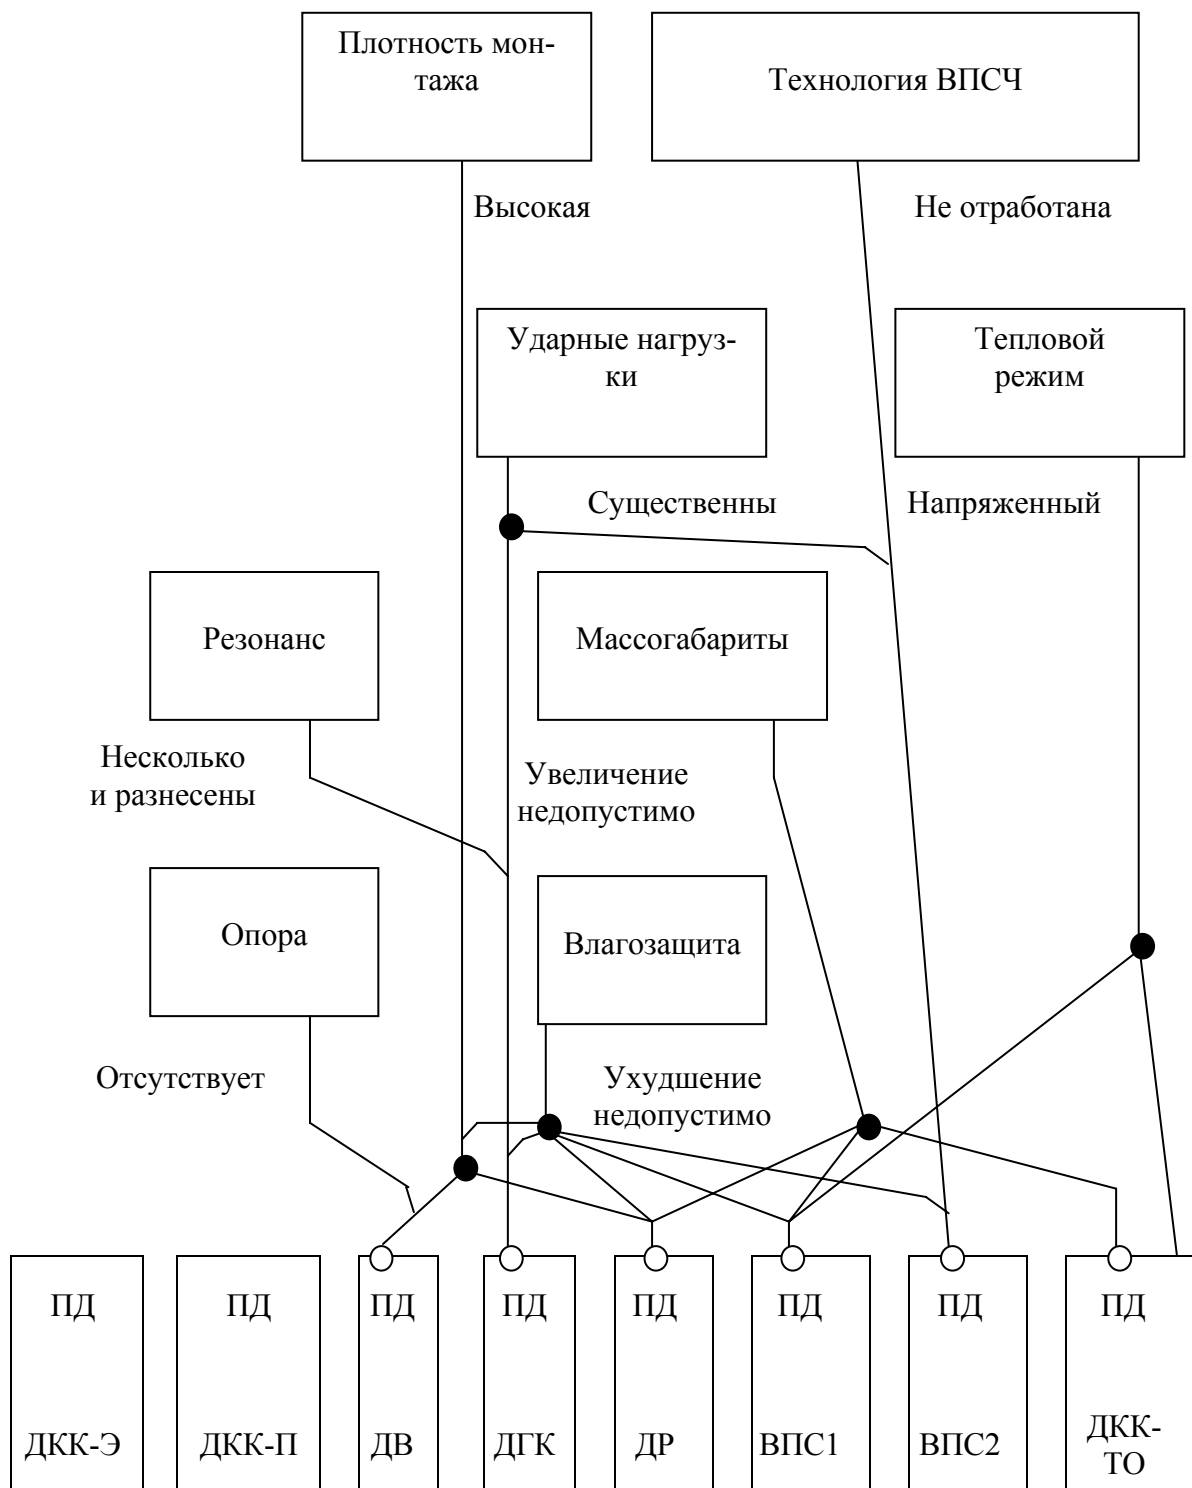 Плотность мон-
тажа
Технология ВПСЧ
Высокая
Не отработана
Ударные нагруз-
ки
Тепловой
режим
Существенны
Напряженный
Резонанс
Массогабариты
Несколько
и разнесены
Увеличение
недопустимо
Опора
Влагозащита
Отсутствует
Ухудшение
недопустимо
ПД
ДКК-Э
ПД
ДКК-П
ПД
ДВ
ПД
ДГК
ПД
ДР
ПД
ВПС1
ПД
ВПС2
ПД
ДКК-
ТО